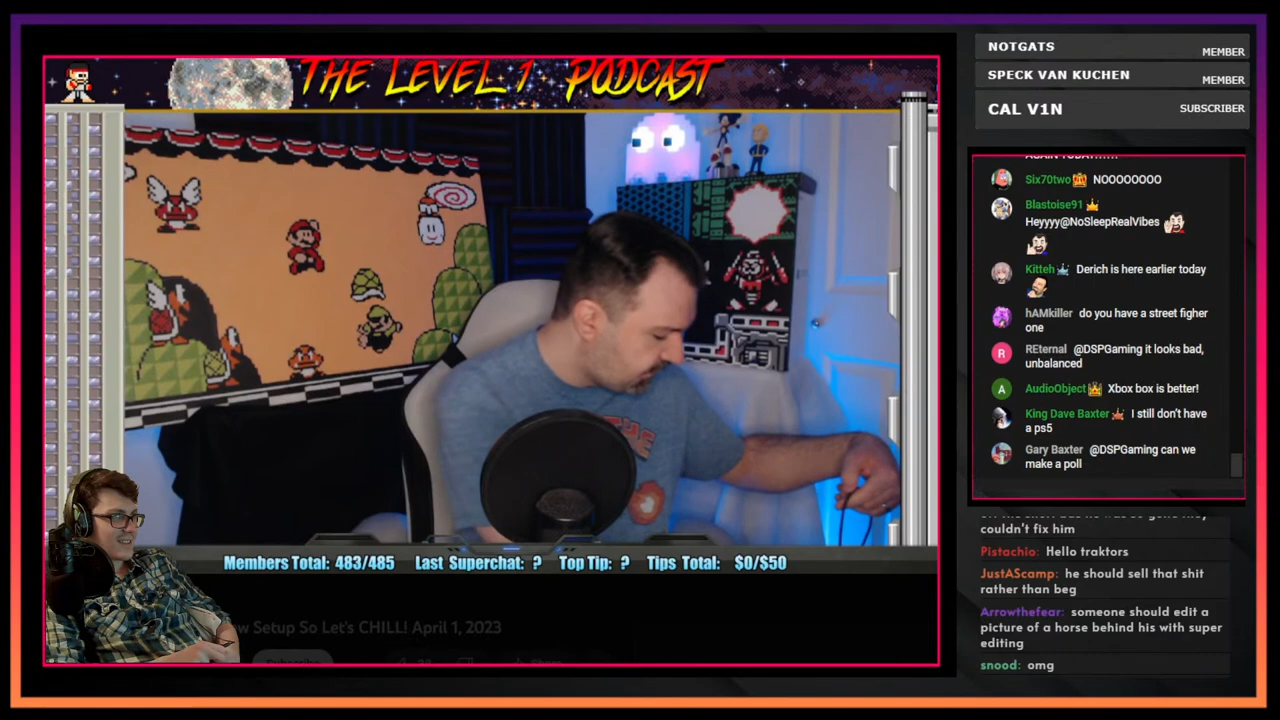 THE LEVEL 1 PODCAST
Members Total: 483/485 Last Superchat: ? Top Tip: ? Tips Total: $0/$50
w Setup So Let's CHILL! April 1, 2023
Subscribe
Share
NOTGATS MEMBER
SPECK VAN KUCHEN MEMBER
CAL V1N SUBSCRIBER
Six70two NOOOOOOO
Blastoise91
Heyyyy@NoSleepRealVibes
Kitteh Derich is here earlier today
hAMkiller do you have a street figher
one
REternal @DSPGaming it looks bad,
unbalanced
AudioObject Xbox box is better!
King Dave Baxter I still don't have
a ps5
Gary Baxter @DSPGaming can we
make a poll
couldn't fix him
Pistachio: Hello traktors
JustAScamp: he should sell that shit
rather than beg
Arrowthefear: someone should edit a
picture of a horse behind his with super
editing
snood: omg